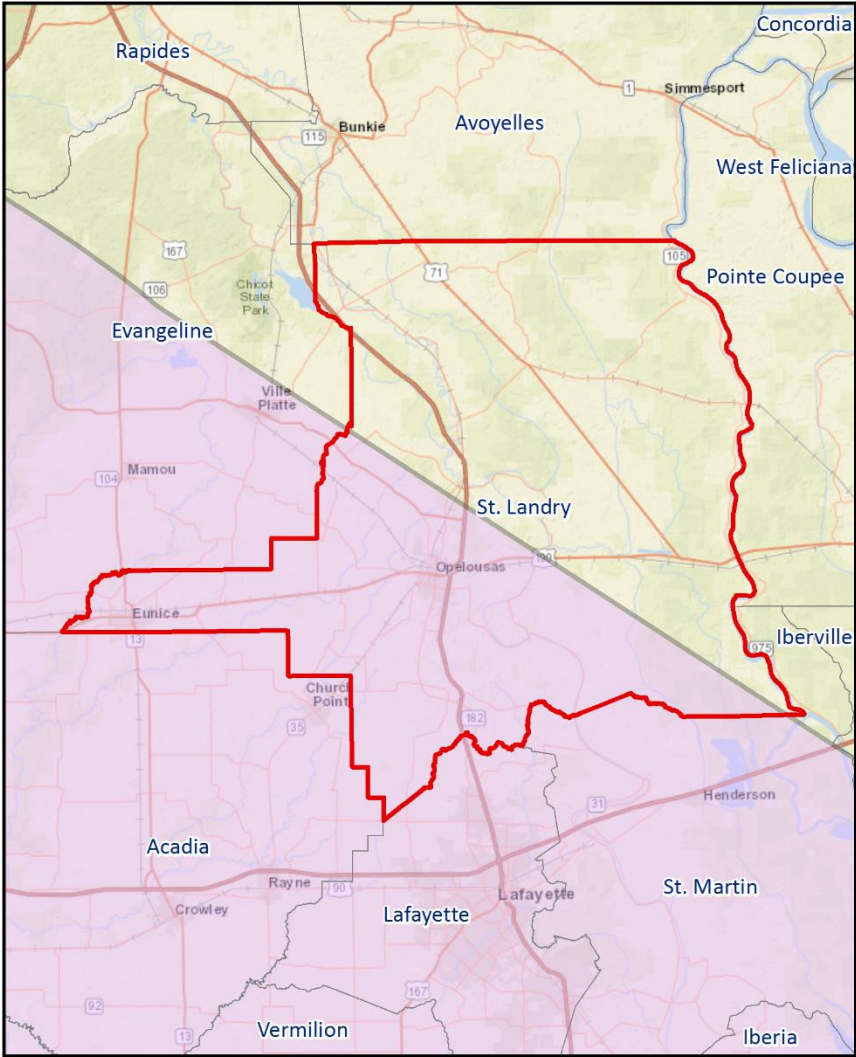 Concordia
Rapides
1
Simmesport
Bunkie
115
Avoyelles
West Feliciana
167
105
71
Pointe Coupee
106
Chicot
State
Park
Evangeline
Ville
Platte
Mamou
104
St. Landry
Opelousas
190
Eunice
13
Iberville
975
Church
Point
182
35
Henderson
31
Acadia
Rayne
90
St. Martin
Lafayette
Crowley
Lafayette
167
92
13
Vermilion
Iberia